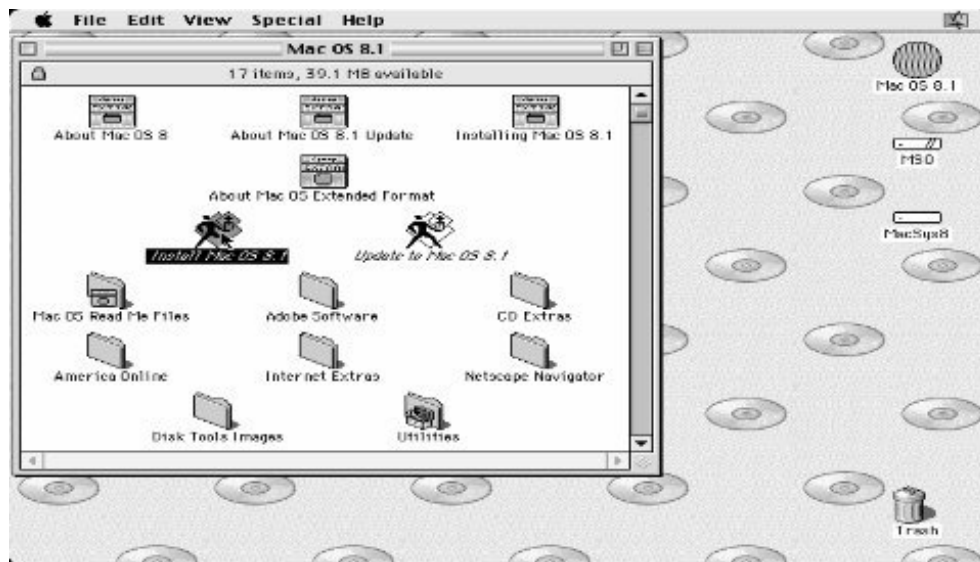 File Edit View Special Help
Mac OS 8.1
17 items, 39.1 MB available
About Mac OS 8 About Mac OS 8.1 Update Installing Mac OS 8.1
About Mac OS Extended Format
Install Mac OS 8.1 Update to Mac OS 8.1
Mac OS Read Me Files Adobe Software CD Extras
America Online Internet Extras Netscape Navigator
Disk Tools Images Utilities
Mac OS 8.1
MacSys8
Trash